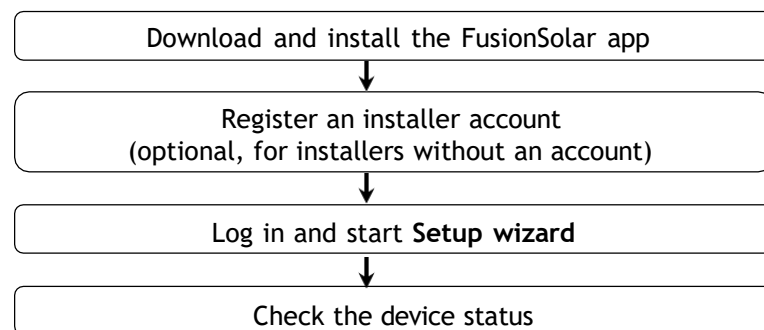 Download and install the FusionSolar app
Register an installer account
(optional, for installers without an account)
Log in and start Setup wizard
Check the device status